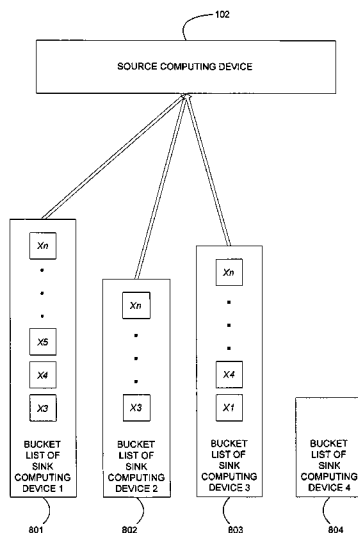 102
SOURCE COMPUTING DEVICE
Xn
X5
X4
X3
BUCKET
LIST OF
SINK
COMPUTING
DEVICE 1
801
Xn
X3
BUCKET
LIST OF
SINK
COMPUTING
DEVICE 2
802
Xn
X4
X1
BUCKET
LIST OF
SINK
COMPUTING
DEVICE 3
803
BUCKET
LIST OF
SINK
COMPUTING
DEVICE 4
804